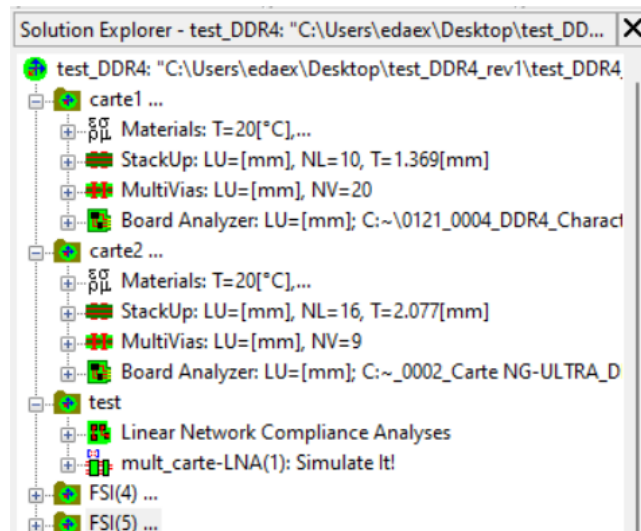 Solution Explorer - test_DDR4: "C:\Users\edaex\Desktop\test_DD...
test_DDR4: "C:\Users\edaex\Desktop\test_DDR4_rev1\test_DDR4
carte1 ...
Materials: T=20[°C],...
StackUp: LU=[mm], NL=10, T=1.369[mm]
MultiVias: LU=[mm], NV=20
Board Analyzer: LU=[mm]; C:~\0121_0004_DDR4_Charact
carte2 ...
Materials: T=20[°C],...
StackUp: LU=[mm], NL=16, T=2.077[mm]
MultiVias: LU=[mm], NV=9
Board Analyzer: LU=[mm]; C:~_0002_Carte NG-ULTRA_D
test
Linear Network Compliance Analyses
mult_carte-LNA(1): Simulate It!
FSI(4) ...
FSI(5) ...